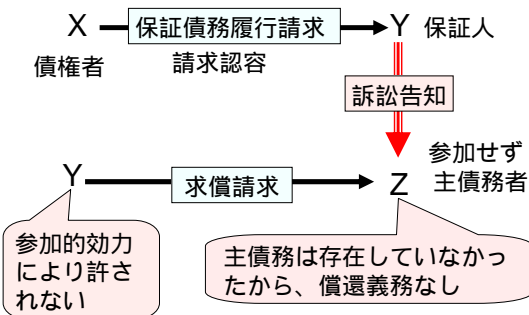 X 保証債務履行請求 Y 保証人
債権者 請求認容
訴訟告知
参加せず
Y 求償請求 Z 主債務者
参加的効力
により許さ
れない
主債務は存在していなかっ
たから、償還義務なし